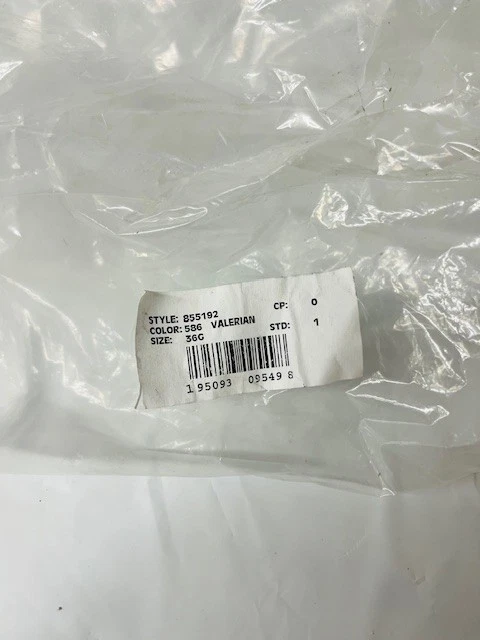 STYLE: 855192 CP: 0
COLOR: 586 VALERIAN STD: 1
SIZE: 36G
1 95093 09549 8